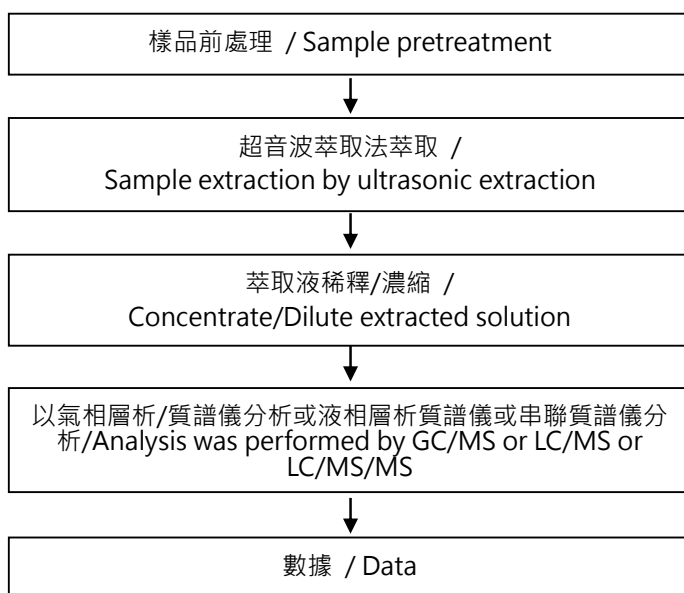 樣品前處理 / Sample pretreatment
超音波萃取法萃取 /
Sample extraction by ultrasonic extraction
萃取液稀釋/濃縮 /
Concentrate/Dilute extracted solution
以氣相層析/質譜儀分析或液相層析質譜儀或串聯質譜儀分
析/Analysis was performed by GC/MS or LC/MS or
LC/MS/MS
數據 / Data